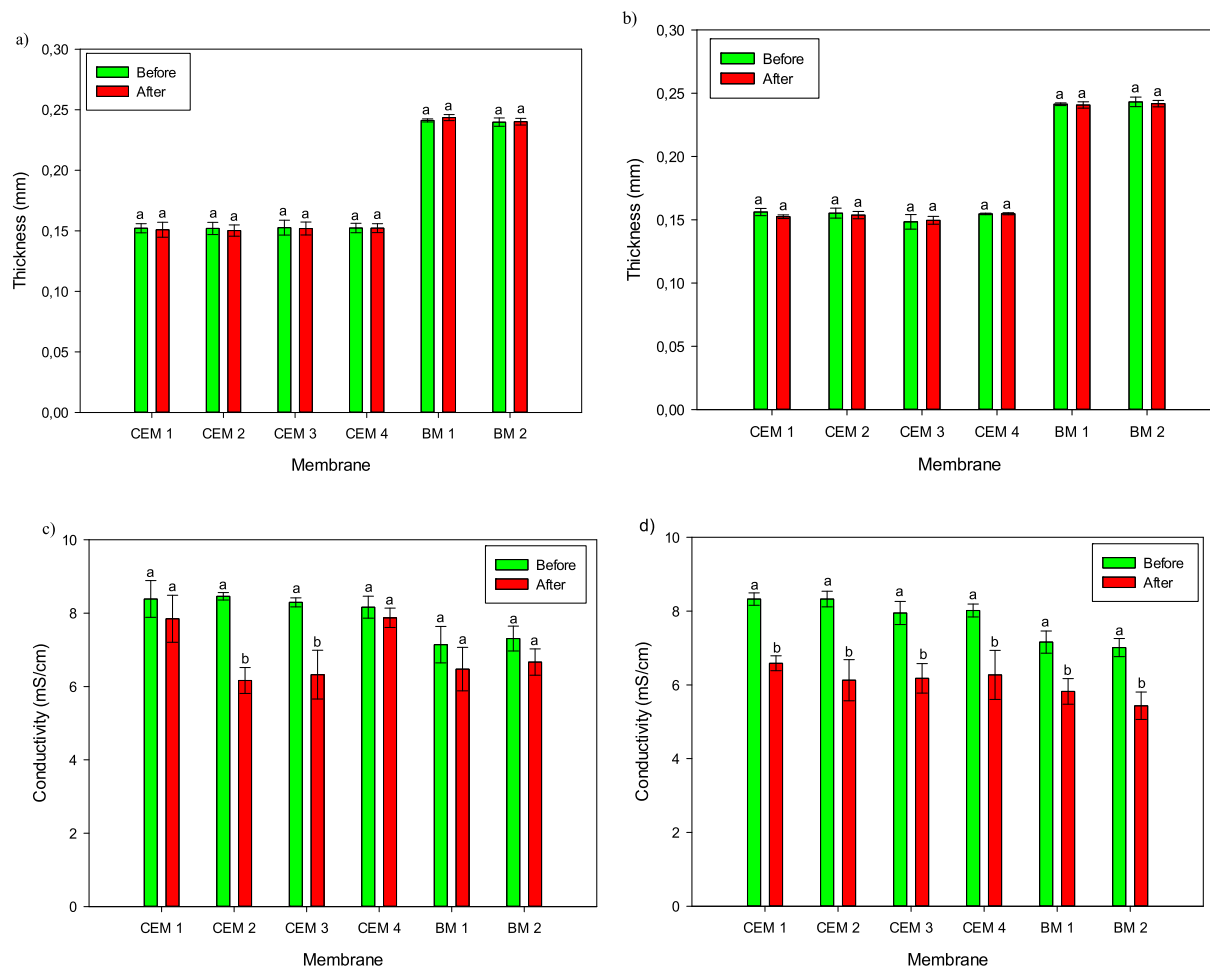 a)
0,30
0,25
0,20
0,15
0,10
0,05
0,00
Thickness (mm)
Before
After
a a a a a a a a a a a a
CEM 1 CEM 2 CEM 3 CEM 4 BM 1 BM 2
Membrane
b)
0,30
0,25
0,20
0,15
0,10
0,05
0,00
Thickness (mm)
Before
After
a a a a a a a a a a a a
CEM 1 CEM 2 CEM 3 CEM 4 BM 1 BM 2
Membrane
c)
10
8
6
4
2
0
Conductivity (mS/cm)
Before
After
a a a b a b a a a a a a
CEM 1 CEM 2 CEM 3 CEM 4 BM 1 BM 2
Membrane
d)
10
8
6
4
2
0
Conductivity (mS/cm)
Before
After
a b a b a b a b a b a b
CEM 1 CEM 2 CEM 3 CEM 4 BM 1 BM 2
Membrane